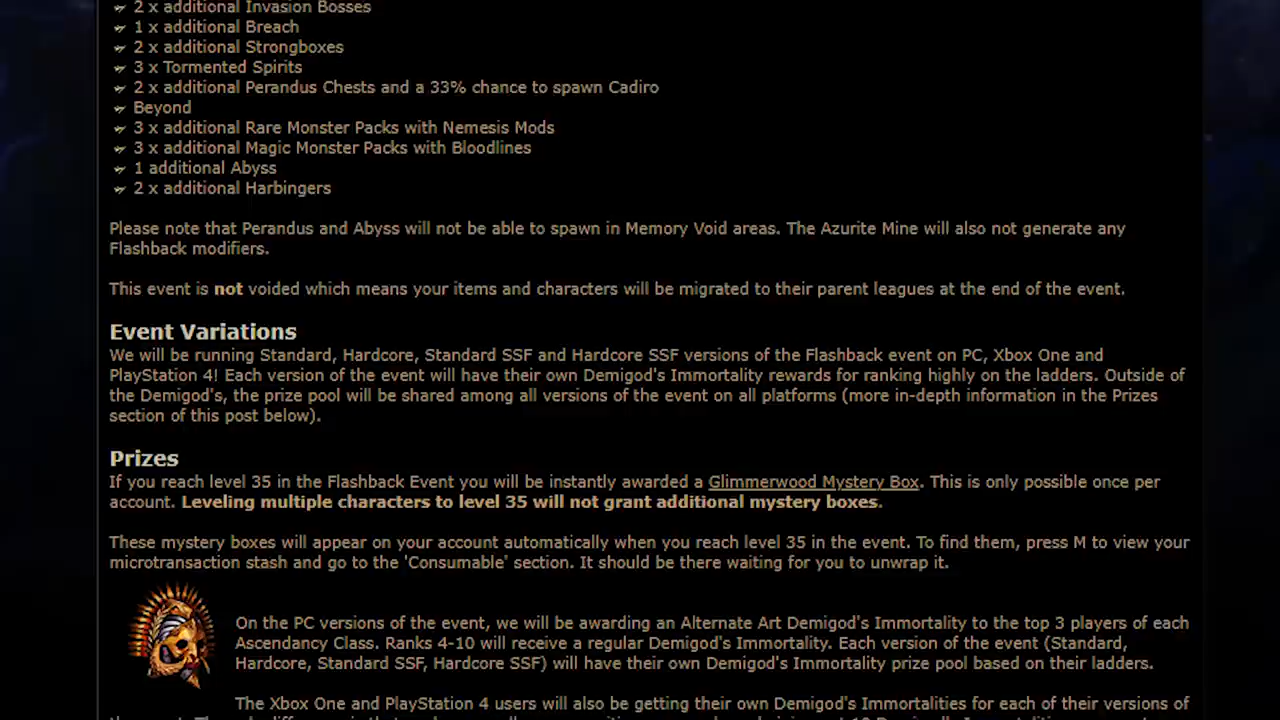 2 x additional Invasion Bosses
1 x additional Breach
2 x additional Strongboxes
3 x Tormented Spirits
2 x additional Perandus Chests and a 33% chance to spawn Cadiro
Beyond
3 x additional Rare Monster Packs with Nemesis Mods
3 x additional Magic Monster Packs with Bloodlines
1 additional Abyss
2 x additional Harbingers
Please note that Perandus and Abyss will not be able to spawn in Memory Void areas. The Azurite Mine will also not generate any
Flashback modifiers.
This event is not voided which means your items and characters will be migrated to their parent leagues at the end of the event.
Event Variations
We will be running Standard, Hardcore, Standard SSF and Hardcore SSF versions of the Flashback event on PC, Xbox One and
PlayStation 4! Each version of the event will have their own Demigod's Immortality rewards for ranking highly on the ladders. Outside of
the Demigod's, the prize pool will be shared among all versions of the event on all platforms (more in-depth information in the Prizes
section of this post below).
Prizes
If you reach level 35 in the Flashback Event you will be instantly awarded a Glimmerwood Mystery Box. This is only possible once per
account. Leveling multiple characters to level 35 will not grant additional mystery boxes.
These mystery boxes will appear on your account automatically when you reach level 35 in the event. To find them, press M to view your
microtransaction stash and go to the 'Consumable' section. It should be there waiting for you to unwrap it.
On the PC versions of the event, we will be awarding an Alternate Art Demigod's Immortality to the top 3 players of each
Ascendancy Class. Ranks 4-10 will receive a regular Demigod's Immortality. Each version of the event (Standard,
Hardcore, Standard SSF, Hardcore SSF) will have their own Demigod's Immortality prize pool based on their ladders.
The Xbox One and PlayStation 4 users will also be getting their own Demigod's Immortalities for each of their versions of